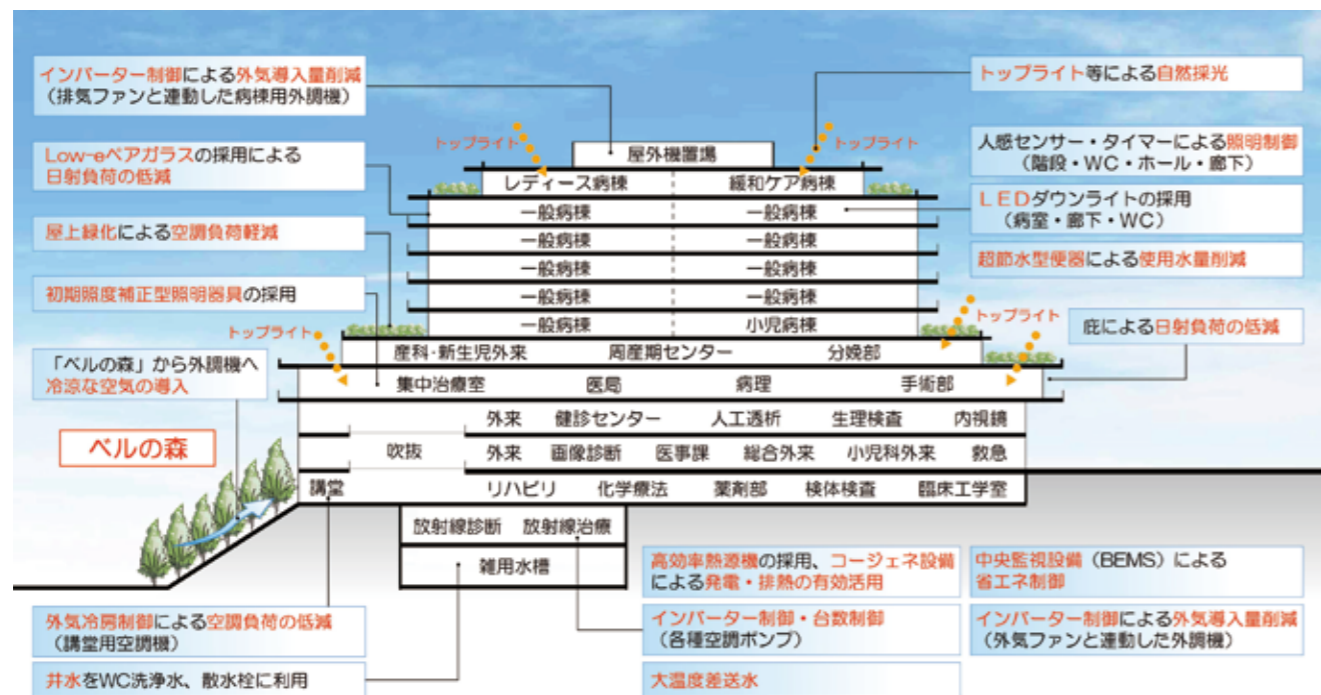 インバーター制御による外気導入量削減
（排気ファンと連動した病棟用外調機）
Low-eペアガラスの採用による
日射負荷の低減
屋上緑化による空調負荷軽減
初期照度補正型照明器具の採用
「ベルの森」から外調機へ
冷涼な空気の導入
ベルの森
トップライト
トップライト
トップライト
トップライト
屋外機置場
レディース病棟 緩和ケア病棟
一般病棟 一般病棟
一般病棟 一般病棟
一般病棟 一般病棟
一般病棟 一般病棟
一般病棟 小児病棟
産科・新生児外来 周産期センター 分娩部
集中治療室 医局 病理 手術部
外来 健診センター 人工透析 生理検査 内視鏡
吹抜 外来 画像診断 医事課 総合外来 小児科外来 救急
講堂 リハビリ 化学療法 薬剤部 検体検査 臨床工学室
放射線診断 放射線治療
雑用水槽
トップライト等による自然採光
人感センサー・タイマーによる照明制御
（階段・WC・ホール・廊下）
LEDダウンライトの採用
（病室・廊下・WC）
超節水型便器による使用水量削減
庇による日射負荷の低減
外気冷房制御による空調負荷の低減
（講堂用空調機）
井水をWC洗浄水、散水栓に利用
高効率熱源機の採用、コージェネ設備
による発電・排熱の有効活用
インバーター制御・台数制御
（各種空調ポンプ）
大温度差送水
中央監視設備（BEMS）による
省エネ制御
インバーター制御による外気導入量削減
（外気ファンと連動した外調機）